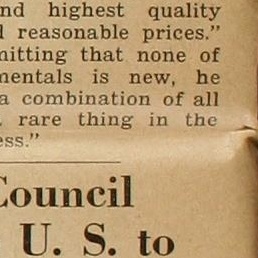 nd highest quality
d reasonable prices."
mitting that none of
mentals is new, he
a combination of all
rare thing in the
ess."
Council
U. S. to